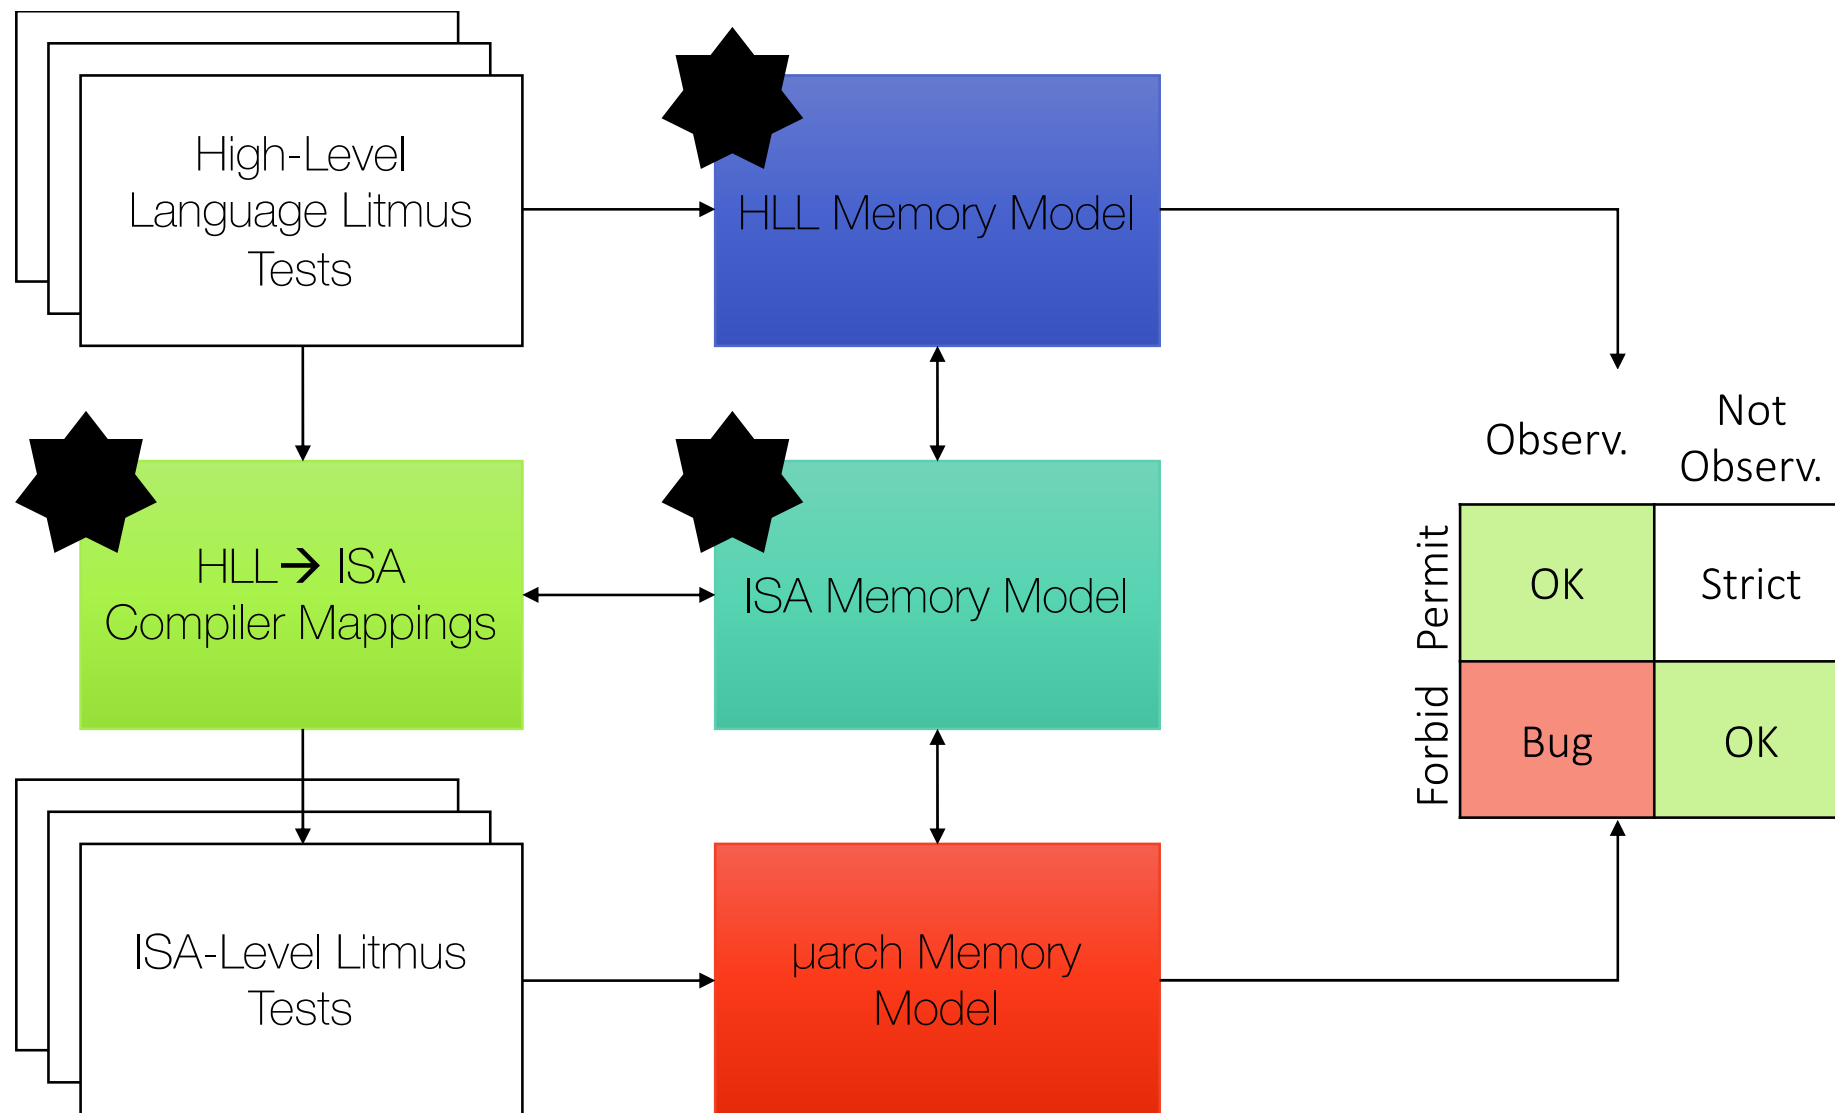 High-Level
Language Litmus
Tests
HLL Memory Model
HLL→ ISA
Compiler Mappings
ISA Memory Model
ISA-Level Litmus
Tests
µarch Memory
Model
Observ.
Not
Observ.
Permit
OK
Strict
Forbid
Bug
OK